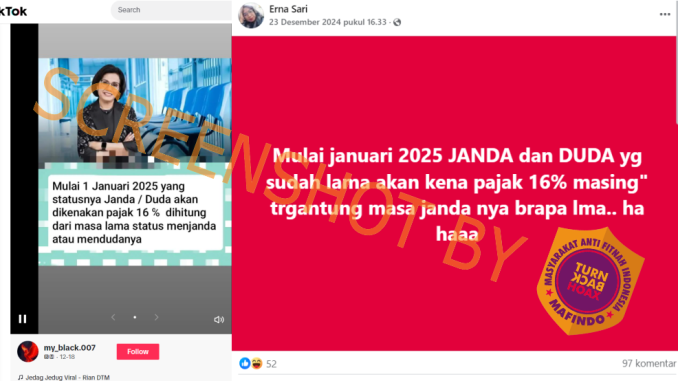 kTok
Search
Mulai 1 Januari 2025 yang
statusnya Janda / Duda akan
dikenakan pajak 16 % dihitung
dari masa lama status menjanda
atau mendudanya
my_black.007
· 12-18
Follow
Jedag Jedug Viral - Rian DTM
Erna Sari
23 Desember 2024 pukul 16.33 ·
Mulai januari 2025 JANDA dan DUDA yg
sudah lama akan kena pajak 16% masing"
trgantung masa janda nya brapa lma.. ha
haaa
52
97 komentar
SCREENSHOT BY
MASYARAKAT ANTI FITNAH INDONESIA
TURN
BACK
HOAX
MAFINDO